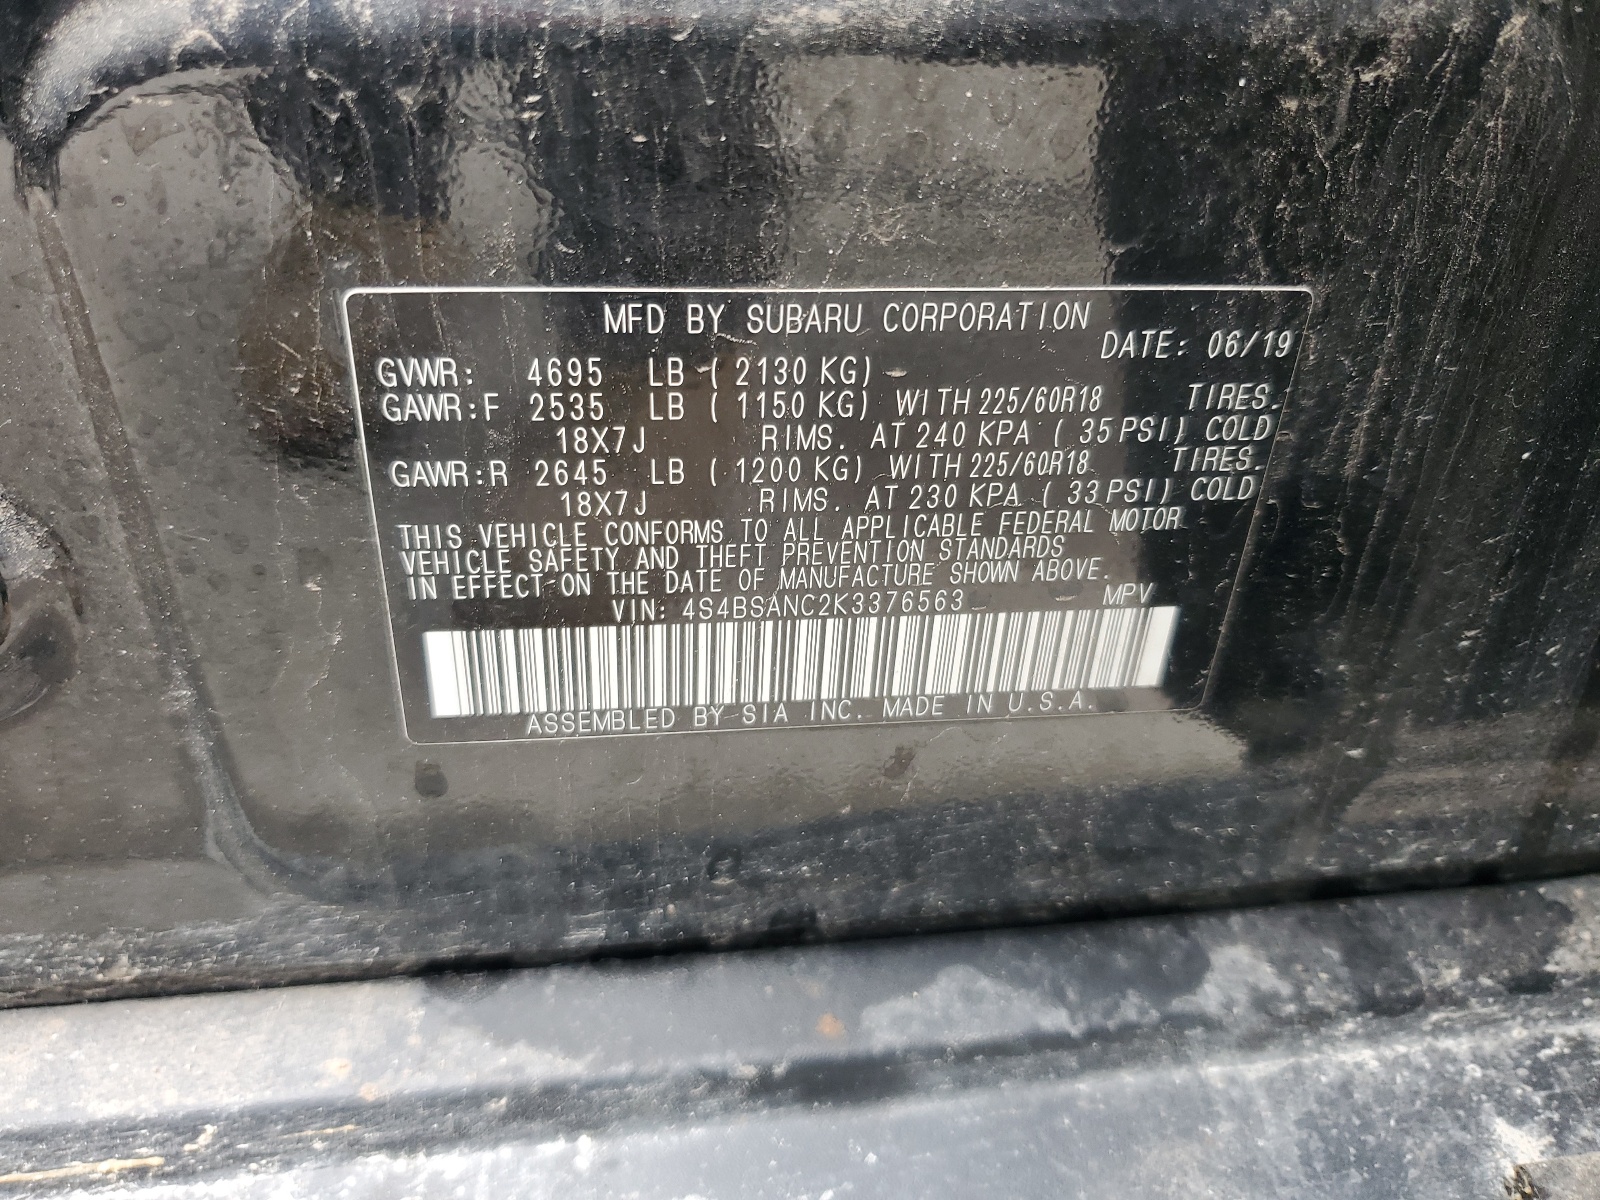 MFD BY SUBARU CORPORATION
DATE: 06/19
GVWR: 4695 LB ( 2130 KG)
GAWR:F 2535 LB ( 1150 KG) WITH 225/60R18 TIRES.
18X7J RIMS. AT 240 KPA ( 35 PSI) COLD
GAWR:R 2645 LB ( 1200 KG) WITH 225/60R18 TIRES.
18X7J RIMS. AT 230 KPA ( 33 PSI) COLD
THIS VEHICLE CONFORMS TO ALL APPLICABLE FEDERAL MOTOR
VEHICLE SAFETY AND THEFT PREVENTION STANDARDS
IN EFFECT ON THE DATE OF MANUFACTURE SHOWN ABOVE.
VIN: 4S4BSANC2K3376563 MPV
ASSEMBLED BY SIA INC. MADE IN U.S.A.